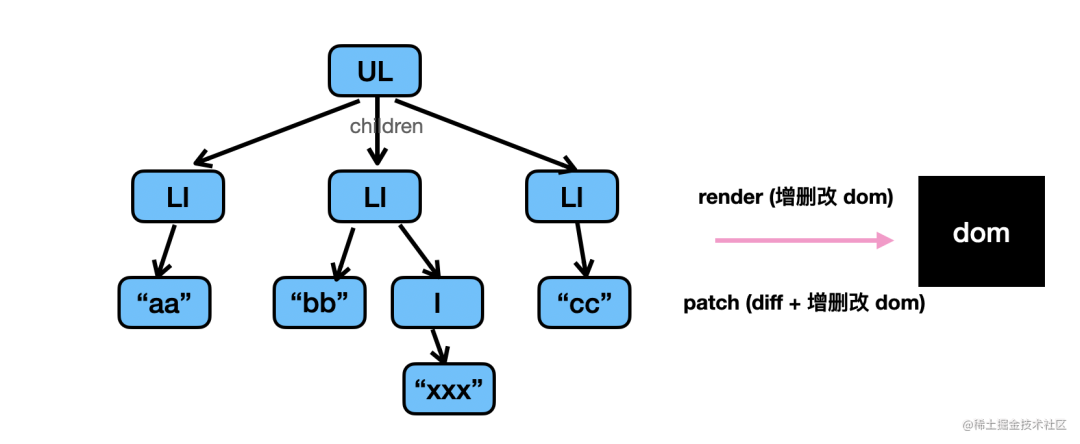 UL
children
LI
LI
LI
render (增删改 dom)
dom
“aa”
“bb”
I
“cc”
patch (diff + 增删改 dom)
“xxx”
@稀土掘金技术社区